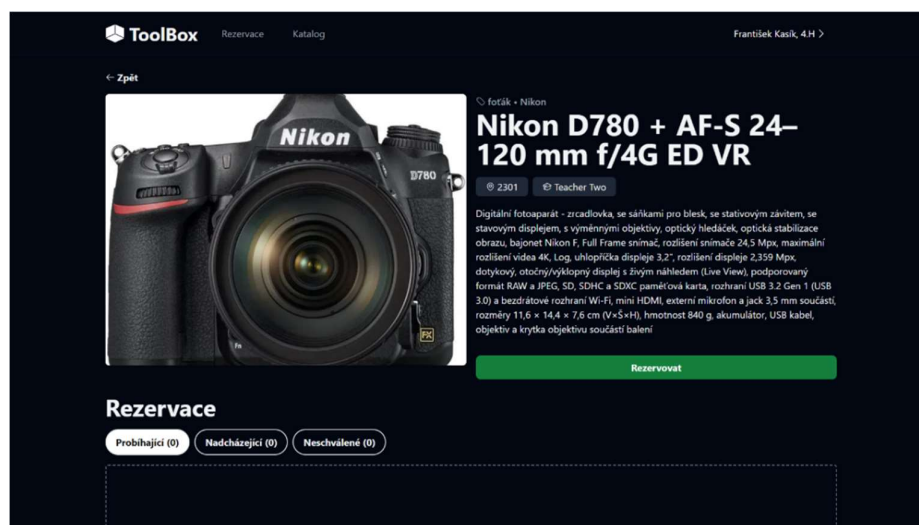 ToolBox
Rezervace
Katalog
František Kasík, 4.H >
← Zpět
Nikon
D780
FX
Fn
foťák • Nikon
Nikon D780 + AF-S 24–
120 mm f/4G ED VR
2301
Teacher Two
Digitální fotoaparát - zrcadlovka, se sáňkami pro blesk, se stativovým závitem, se
stavovým displejem, s výměnnými objektivy, optický hledáček, optická stabilizace
obrazu, bajonet Nikon F, Full Frame snímač, rozlišení snímače 24,5 Mpx, maximální
rozlišení videa 4K, Log, uhlopříčka displeje 3,2", rozlišení displeje 2,359 Mpx,
dotykový, otočný/výklopný displej s živým náhledem (Live View), podporovaný
formát RAW a JPEG, SD, SDHC a SDXC paměťová karta, rozhraní USB 3.2 Gen 1 (USB
3.0) a bezdrátové rozhraní Wi-Fi, mini HDMI, externí mikrofon a jack 3,5 mm součástí,
rozměry 11,6 × 14,4 × 7,6 cm (V×Š×H), hmotnost 840 g, akumulátor, USB kabel,
objektiv a krytka objektivu součástí balení
Rezervovat
Rezervace
Probíhající (0)
Nadcházející (0)
Neschválené (0)